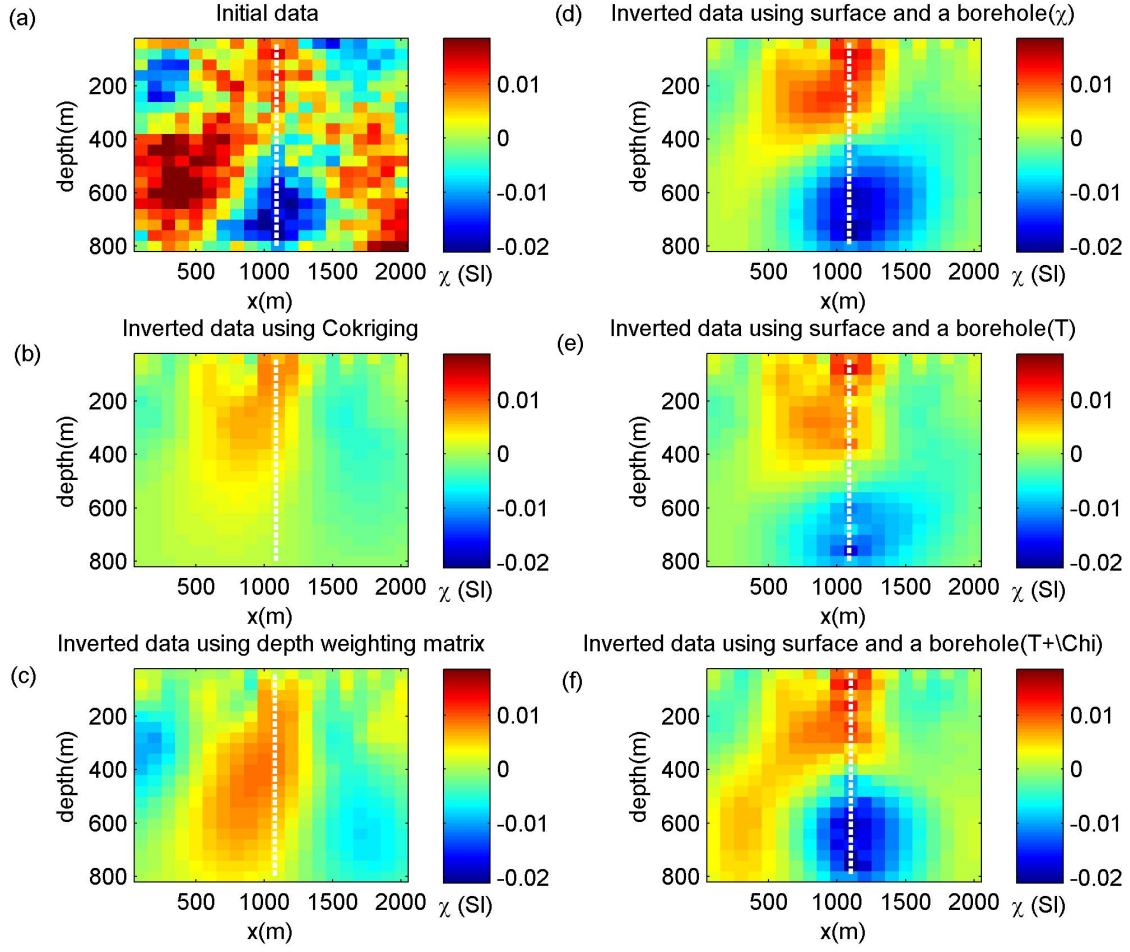 (a)
Initial data
depth(m)
200
400
600
800
500 1000 1500 2000
x(m)
0.01
0
-0.01
-0.02
χ (SI)
(b)
Inverted data using Cokriging
depth(m)
200
400
600
800
500 1000 1500 2000
x(m)
0.01
0
-0.01
-0.02
χ (SI)
(c)
Inverted data using depth weighting matrix
depth(m)
200
400
600
800
500 1000 1500 2000
x(m)
0.01
0
-0.01
-0.02
χ (SI)
(d)
Inverted data using surface and a borehole(χ)
depth(m)
200
400
600
800
500 1000 1500 2000
x(m)
0.01
0
-0.01
-0.02
χ (SI)
(e)
Inverted data using surface and a borehole(T)
depth(m)
200
400
600
800
500 1000 1500 2000
x(m)
0.01
0
-0.01
-0.02
χ (SI)
(f)
Inverted data using surface and a borehole(T+\Chi)
depth(m)
200
400
600
800
500 1000 1500 2000
x(m)
0.01
0
-0.01
-0.02
χ (SI)